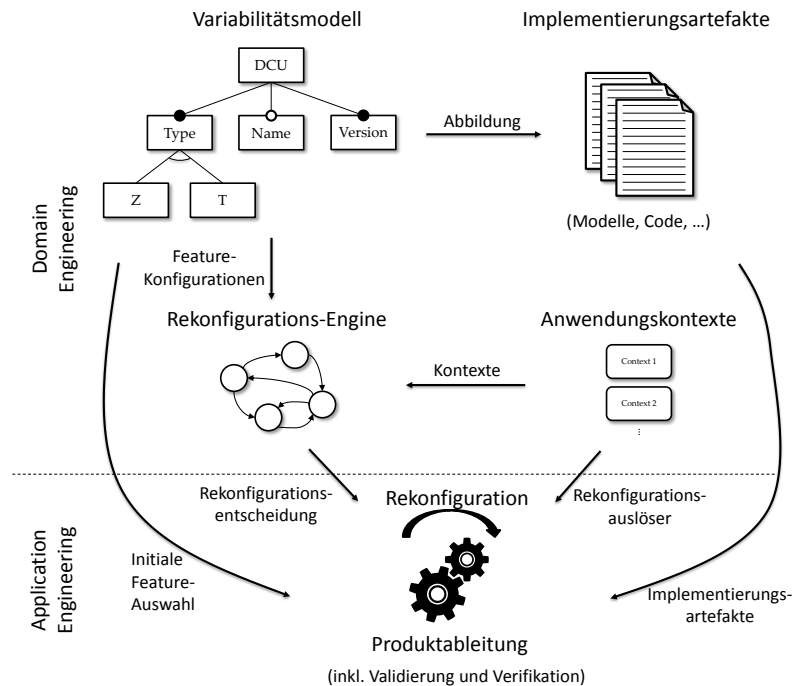 Variabilitätsmodell
Implementierungsartefakte
DCU
Type
Name
Version
Z
T
Abbildung
(Modelle, Code, ...)
Domain
Engineering
Feature-
Konfigurationen
Rekonfigurations-Engine
Anwendungskontexte
Kontexte
Context 1
Context 2
...
Rekonfigurations-
entscheidung
Rekonfiguration
Rekonfigurations-
auslöser
Application
Engineering
Initiale
Feature-
Auswahl
Implementierungs-
artefakte
Produktableitung
(inkl. Validierung und Verifikation)